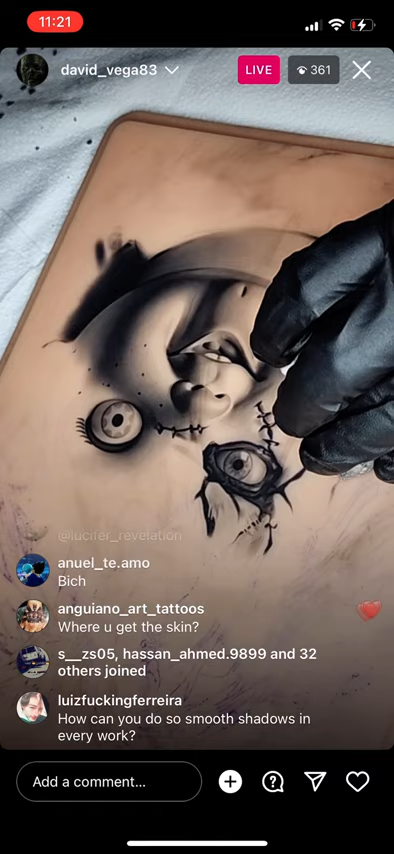 11:21
david_vega83
LIVE
361
@lucifer_revelation
anuel_te.amo
Bich
anguiano_art_tattoos
Where u get the skin?
s__zs05, hassan_ahmed.9899 and 32
others joined
luizfuckingferreira
How can you do so smooth shadows in
every work?
Add a comment...